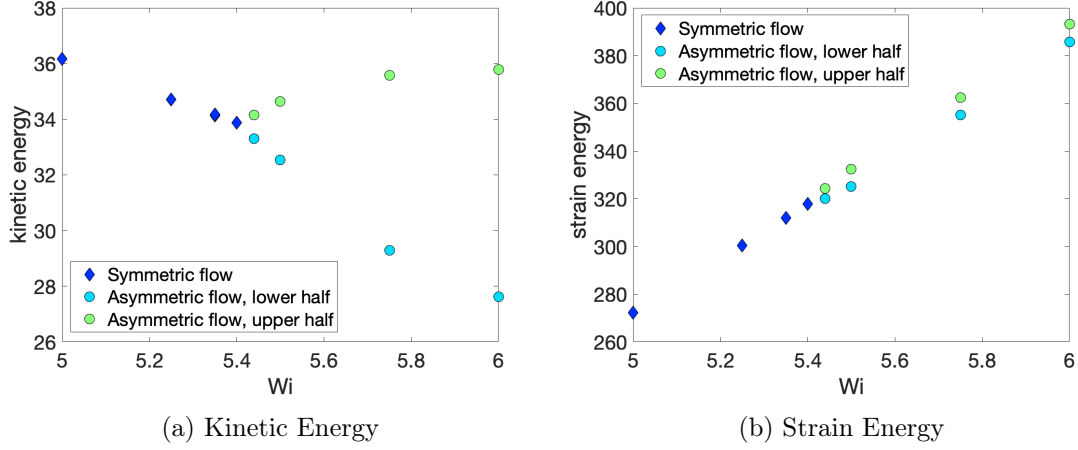 38
36
34
32
30
28
26
kinetic energy
Symmetric flow
Asymmetric flow, lower half
Asymmetric flow, upper half
5
5.2
5.4
5.6
5.8
6
Wi
(a) Kinetic Energy
400
380
360
340
320
300
280
260
strain energy
Symmetric flow
Asymmetric flow, lower half
Asymmetric flow, upper half
5
5.2
5.4
5.6
5.8
6
Wi
(b) Strain Energy